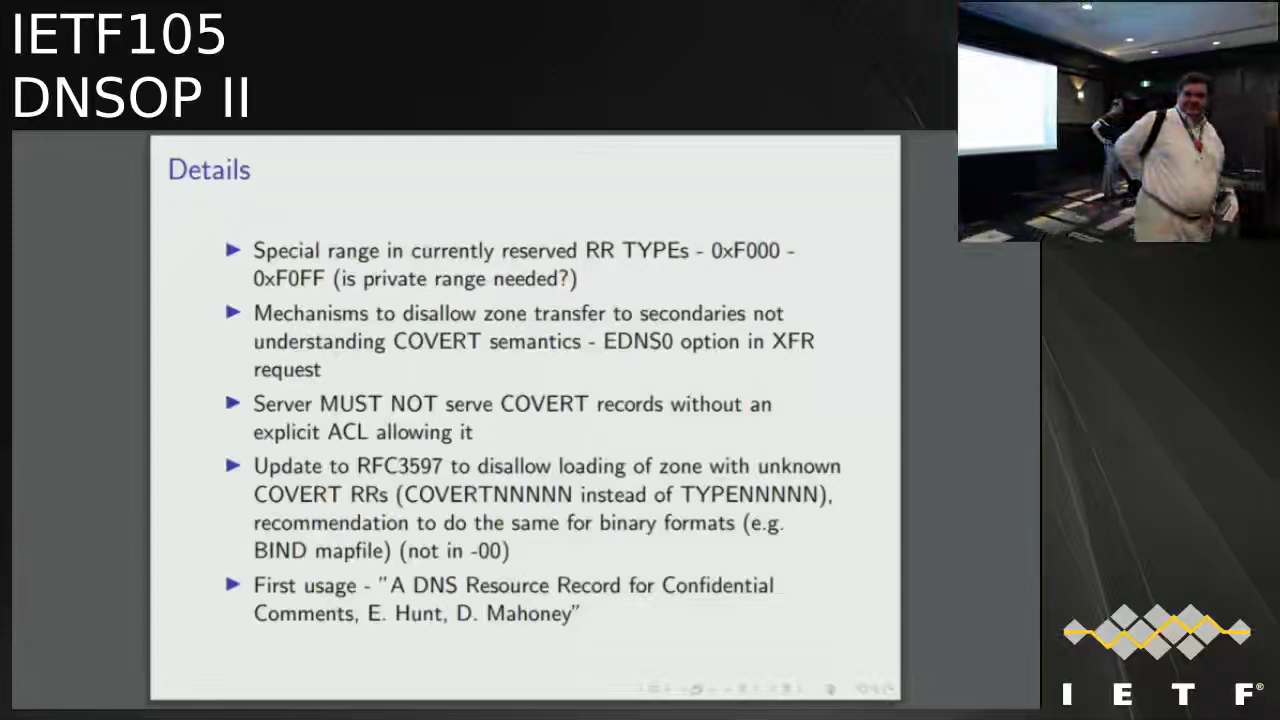 IETF105
DNSOP II
Details
Special range in currently reserved RR TYPEs - 0xF000 -
0xF0FF (is private range needed?)
Mechanisms to disallow zone transfer to secondaries not
understanding COVERT semantics - EDNS0 option in XFR
request
Server MUST NOT serve COVERT records without an
explicit ACL allowing it
Update to RFC3597 to disallow loading of zone with unknown
COVERT RRs (COVERTNNNNN instead of TYPENNNNN),
recommendation to do the same for binary formats (e.g.
BIND mapfile) (not in -00)
First usage - "A DNS Resource Record for Confidential
Comments, E. Hunt, D. Mahoney"
I E T F®